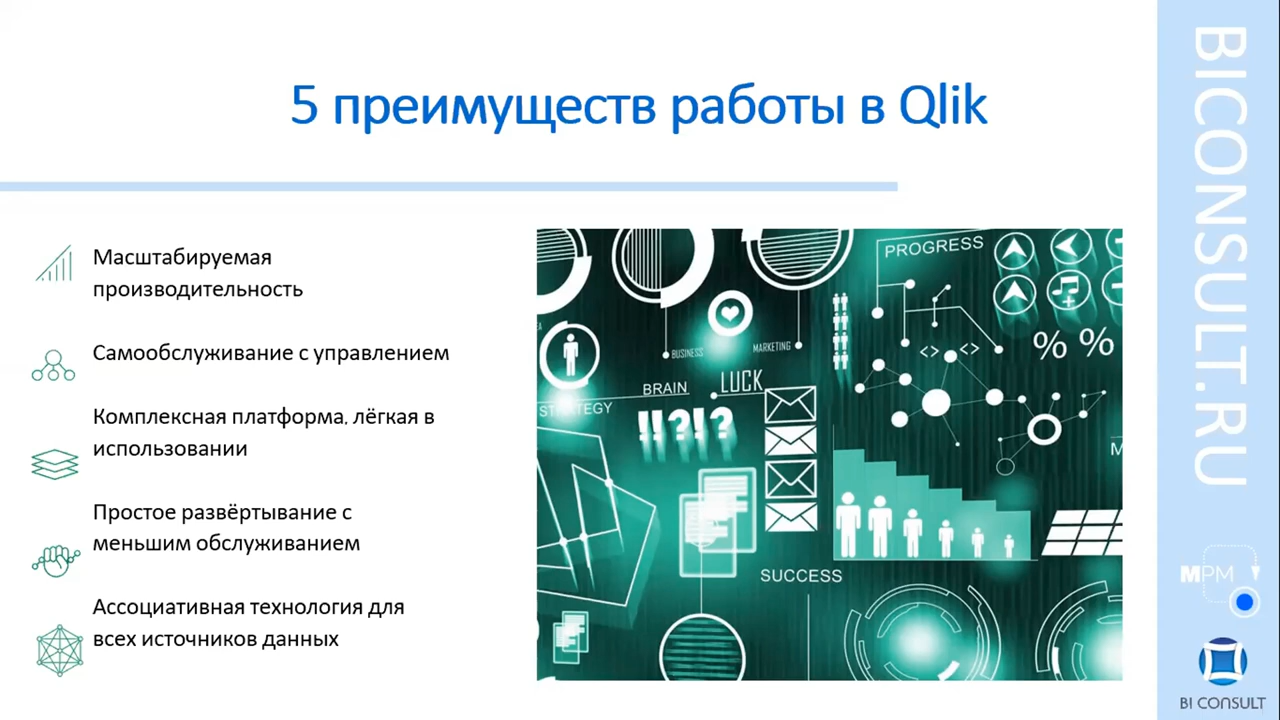 5 преимуществ работы в Qlik
Масштабируемая
производительность
Самообслуживание с управлением
Комплексная платформа, лёгкая в
использовании
Простое развёртывание с
меньшим обслуживанием
Ассоциативная технология для
всех источников данных
PROGRESS
BUSINESS
MARKETING
% %
<> <>
BRAIN
LUCK
STRATEGY
!!?!?
SUCCESS
BICONSULT.RU
MPM
BI CONSULT